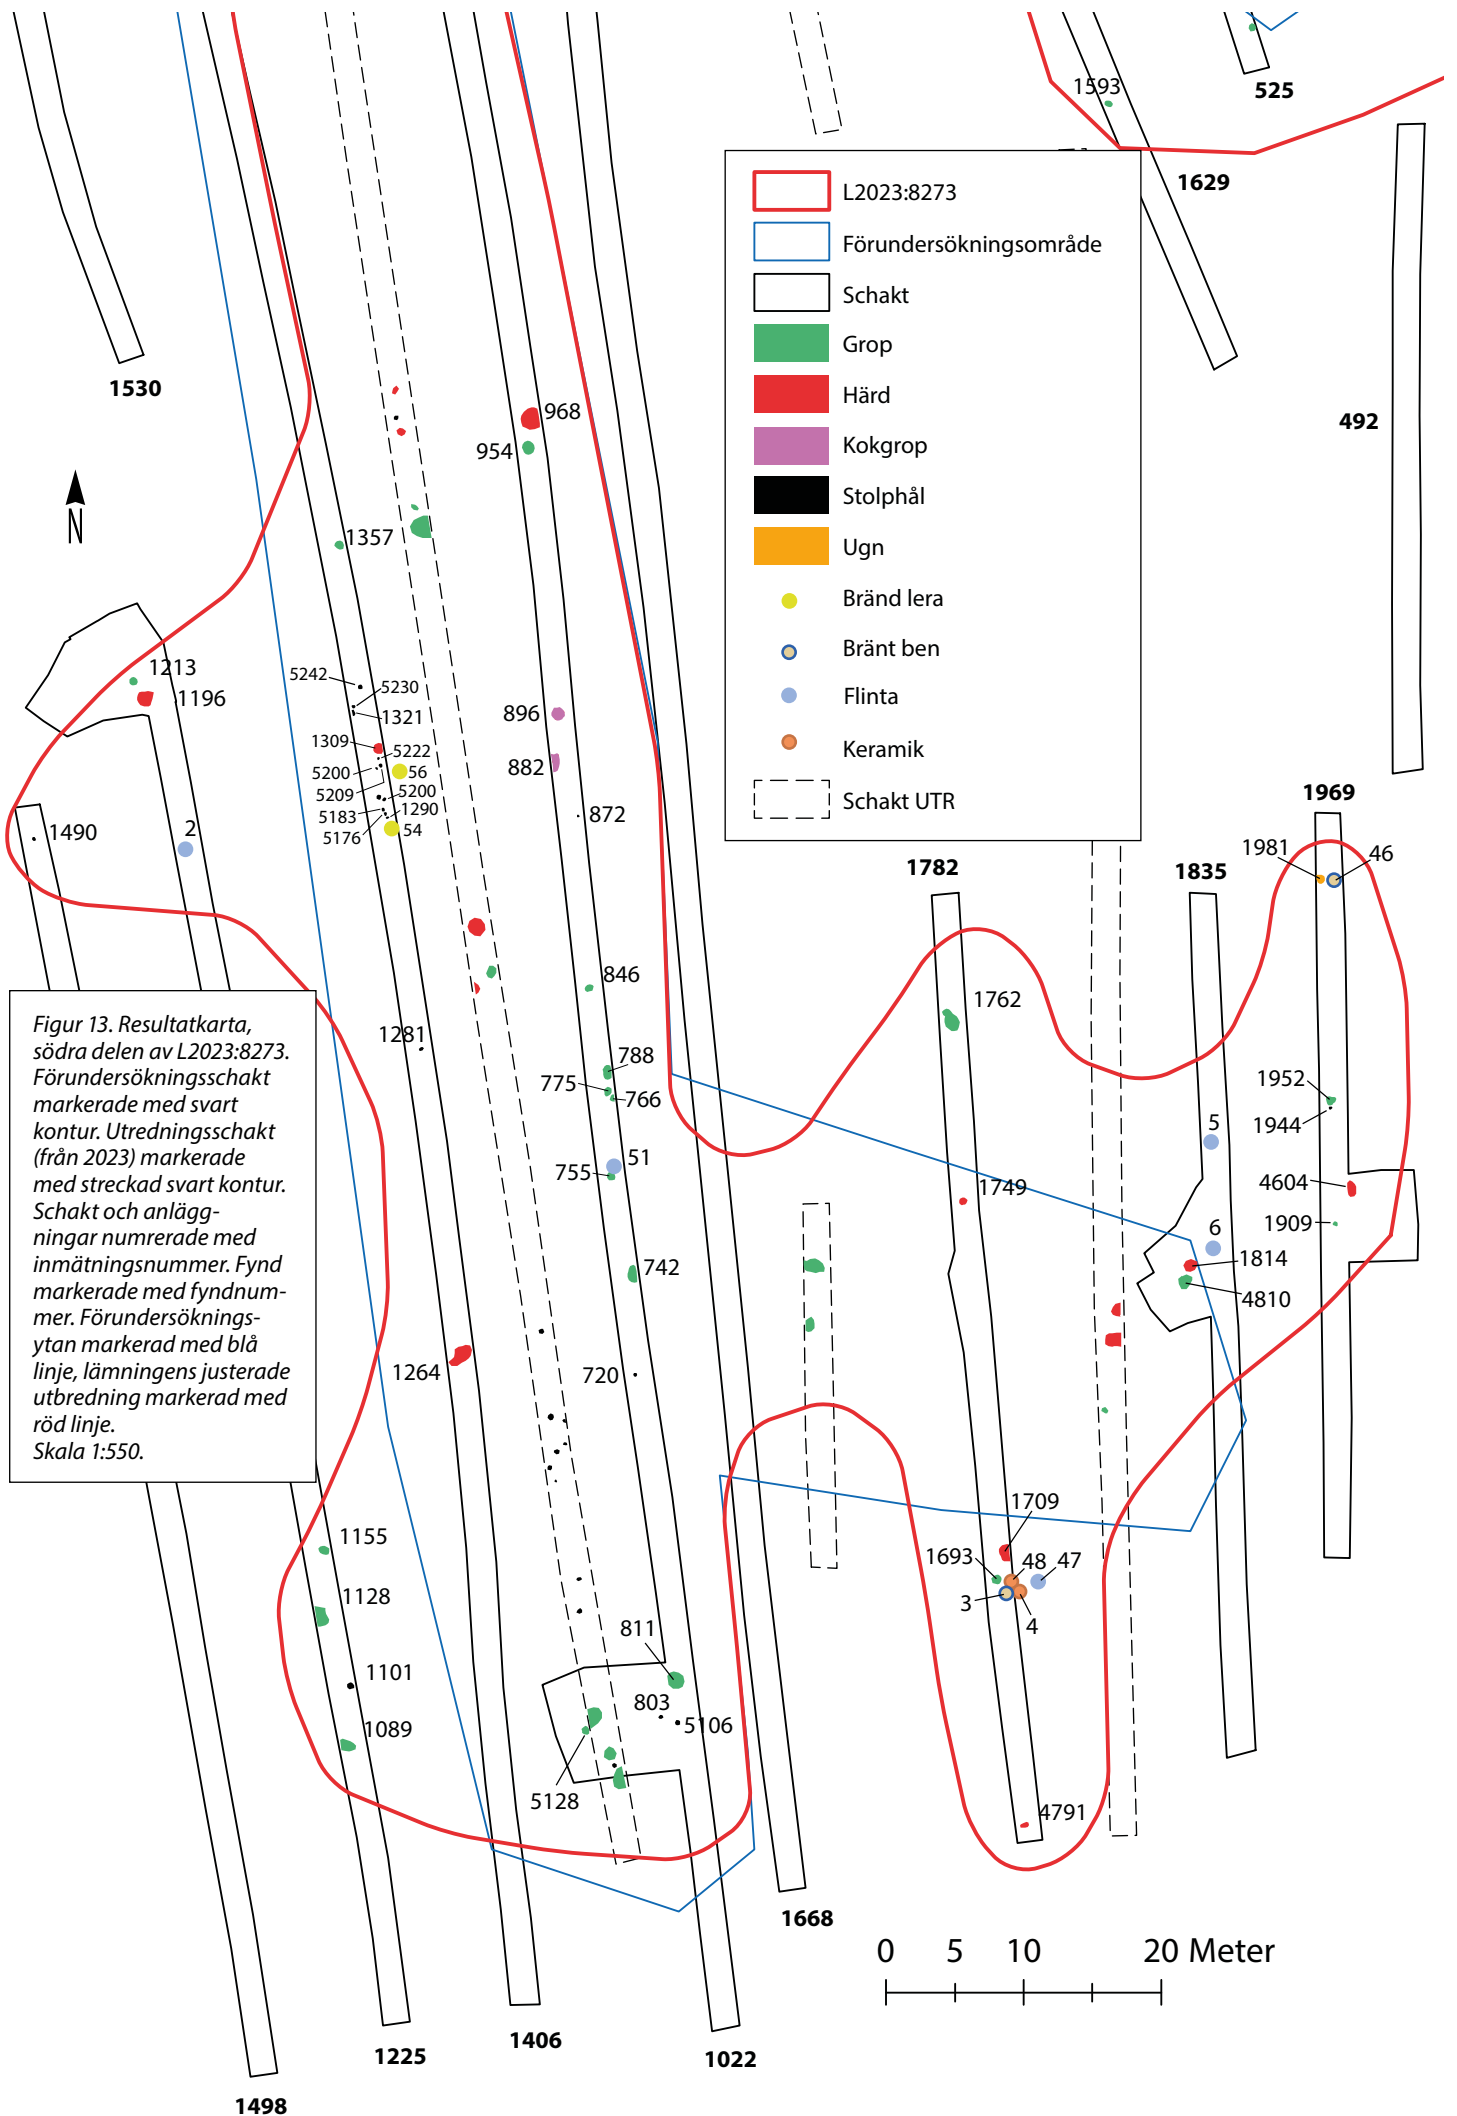 1593
525
1629
L2023:8273
Förundersökningsområde
Schakt
Grop
Härd
Kokgrop
Stolphål
Ugn
Bränd lera
Bränt ben
Flinta
Keramik
Schakt UTR
1530
968
954
492
N
1357
1213
1196
5242
5230
1321
896
1309
5222
5200
56
882
5209
5200
5183
1290
5176
54
872
1490
2
1969
1981
46
1782
1835
846
1762
1281
788
775
766
1952
1944
5
51
755
1749
4604
1909
6
1814
4810
742
720
1264
Figur 13. Resultatkarta,
södra delen av L2023:8273.
Förundersökningsschakt
markerade med svart
kontur. Utredningsschakt
(från 2023) markerade
med streckad svart kontur.
Schakt och anlägg-
ningar numrerade med
inmätningsnummer. Fynd
markerade med fyndnum-
mer. Förundersöknings-
ytan markerad med blå
linje, lämningens justerade
utbredning markerad med
röd linje.
Skala 1:550.
1709
1155
1693
48
47
1128
3
4
811
1101
803
5106
1089
5128
4791
1668
0 5 10 20 Meter
1406
1225
1022
1498